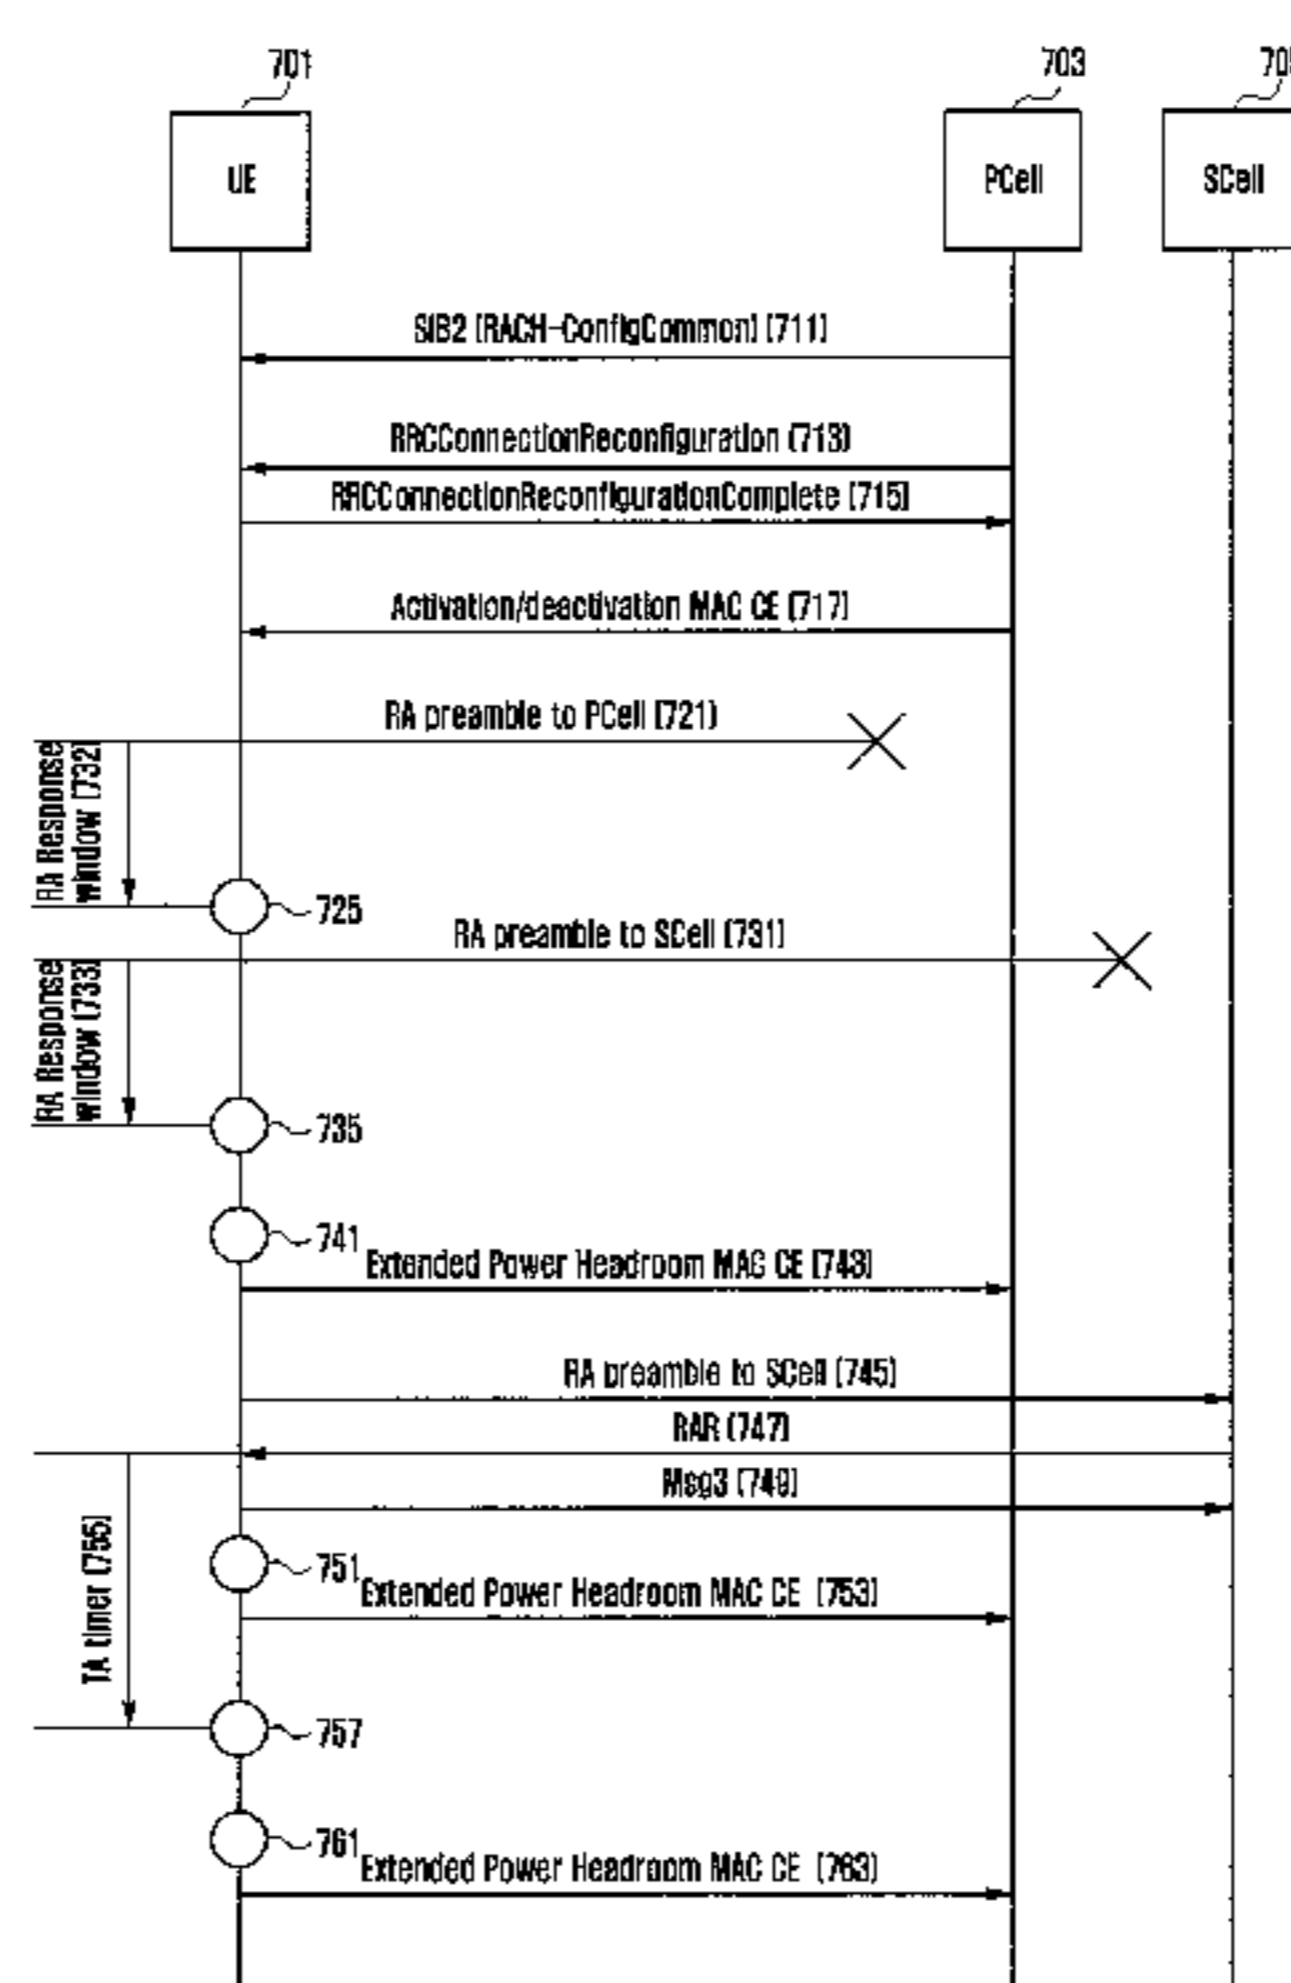 701
703
UE
PCell
SCell
SIB2 (RACH-ConfigCommon) (711)
RRCConnectionReconfiguration (713)
RRCConnectionReconfigurationComplete (715)
Activation/deactivation MAC CE (717)
RA preamble to PCell (721)
RA Response
window (732)
725
RA preamble to SCell (731)
RA Response
window (733)
735
741
Extended Power Headroom MAC CE (743)
RA preamble to SCell (745)
RAR (747)
Msg3 (749)
TA timer (755)
751
Extended Power Headroom MAC CE (753)
757
761
Extended Power Headroom MAC CE (763)